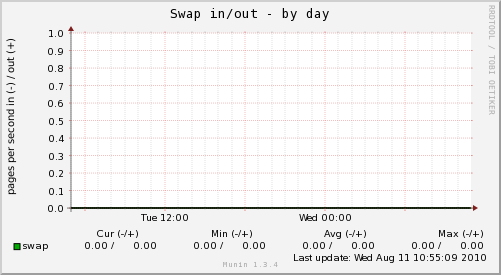 Swap in/out - by day
RRDTOOL / TOBI OETIKER
pages per second in (-) / out (+)
1.0
0.9
0.8
0.7
0.6
0.5
0.4
0.3
0.2
0.1
0.0
Tue 12:00 Wed 00:00
Cur (-/+) Min (-/+) Avg (-/+) Max (-/+)
swap 0.00 / 0.00 0.00 / 0.00 0.00 / 0.00 0.00 / 0.00
Last update: Wed Aug 11 10:55:09 2010
Munin 1.3.4